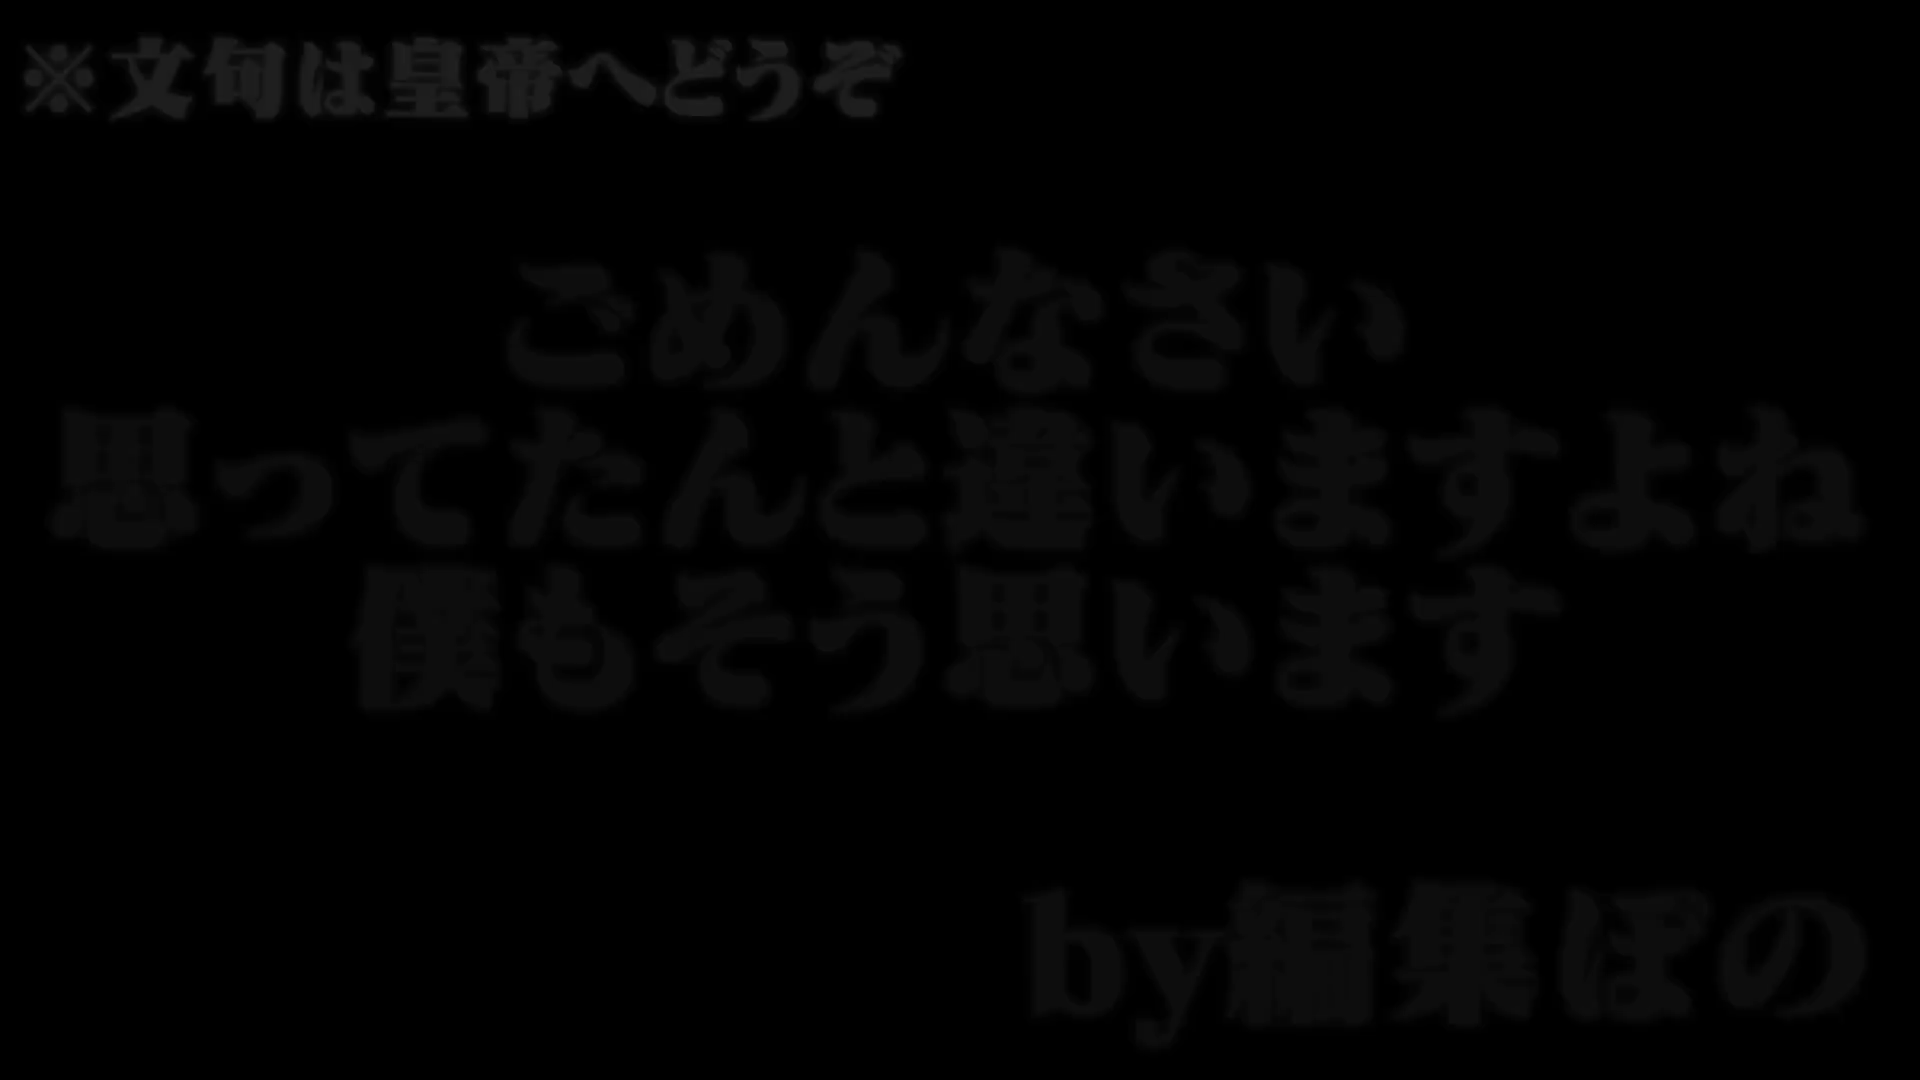 ※文句は皇帝へどうぞ
ごめんなさい
思ってたんと違いますよね
僕もそう思います
by編集ぽの